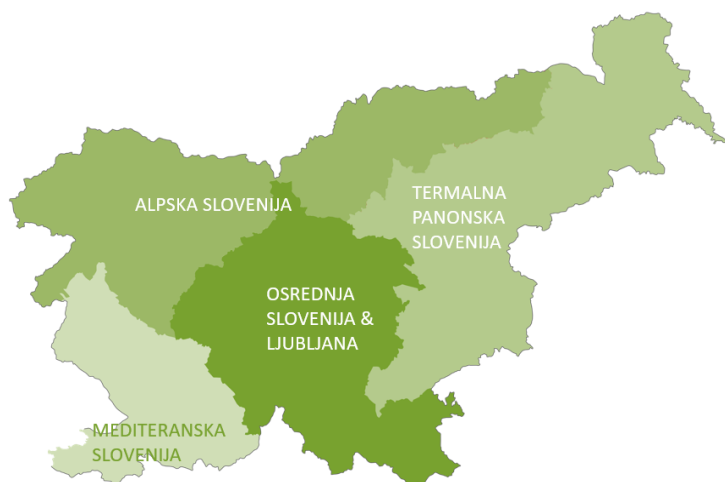 ALPSKA SLOVENIJA
TERMALNA
PANONSKA
SLOVENIJA
OSREDNJA
SLOVENIJA &
LJUBLJANA
MEDITERANSKA
SLOVENIJA